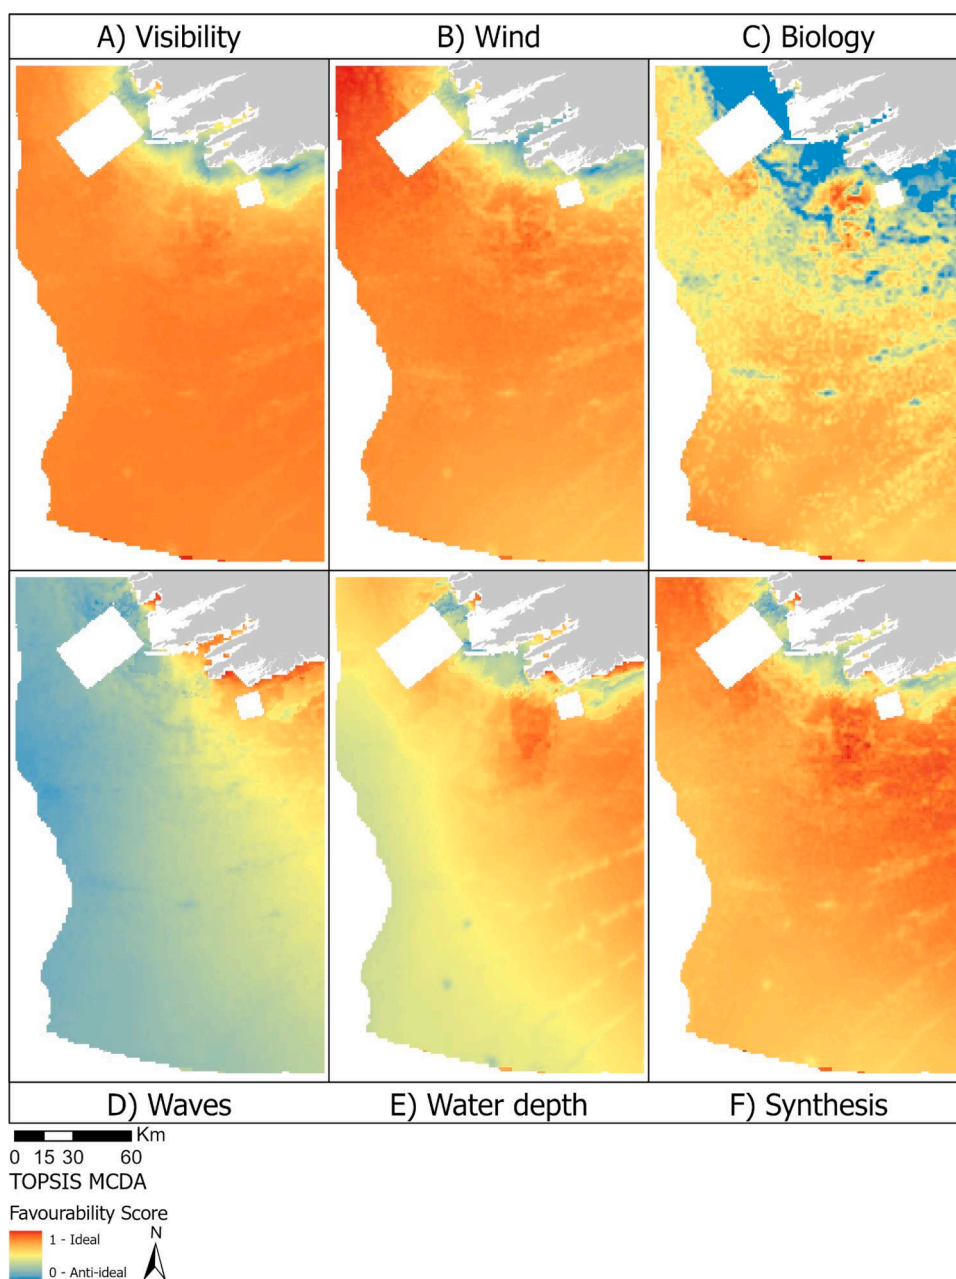 A) Visibility
B) Wind
C) Biology
D) Waves
E) Water depth
F) Synthesis
Km
0 15 30 60
TOPSIS MCDA
Favourability Score
1 - Ideal
0 - Anti-ideal
N